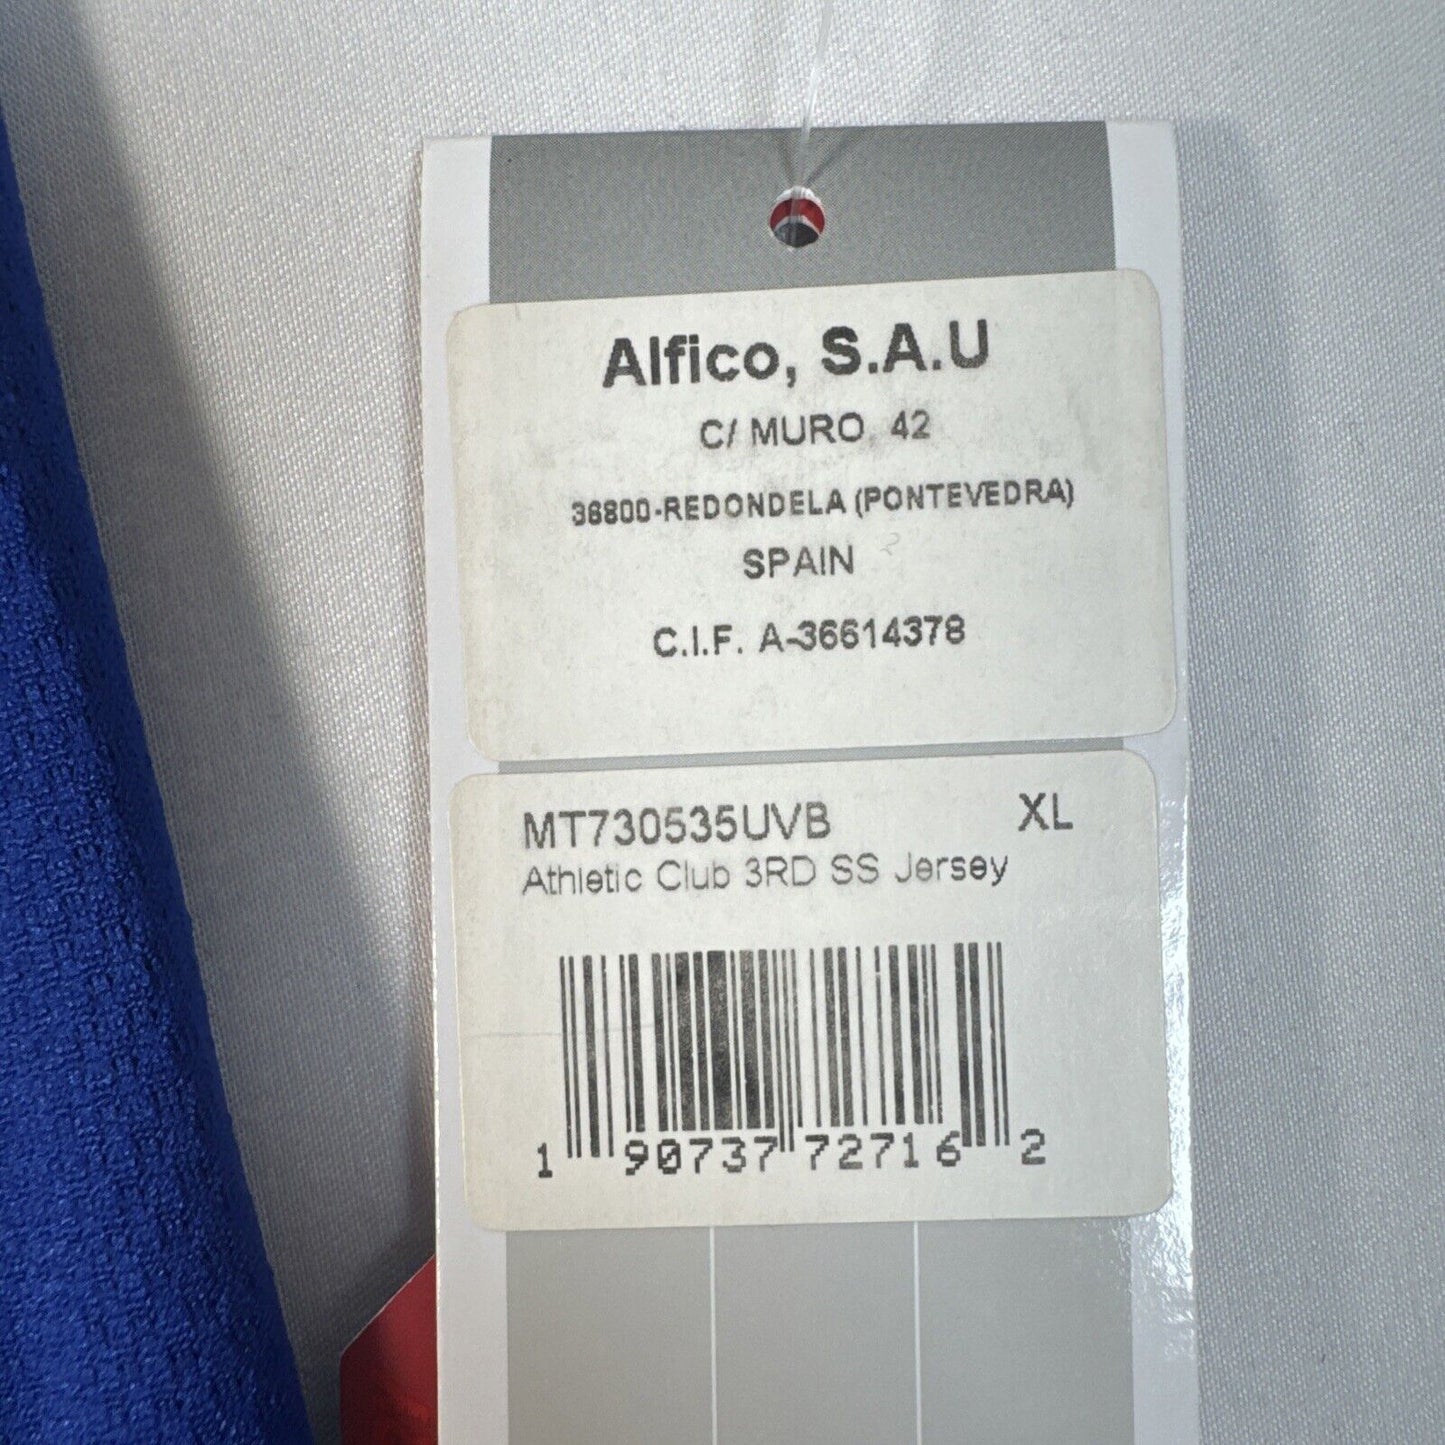 Alfico, S.A.U
C/ MURO, 42
36800-REDONDELA (PONTEVEDRA)
SPAIN
C.I.F. A-36614378
MT730535UVB XL
Athletic Club 3RD SS Jersey
1 90737 72716 2